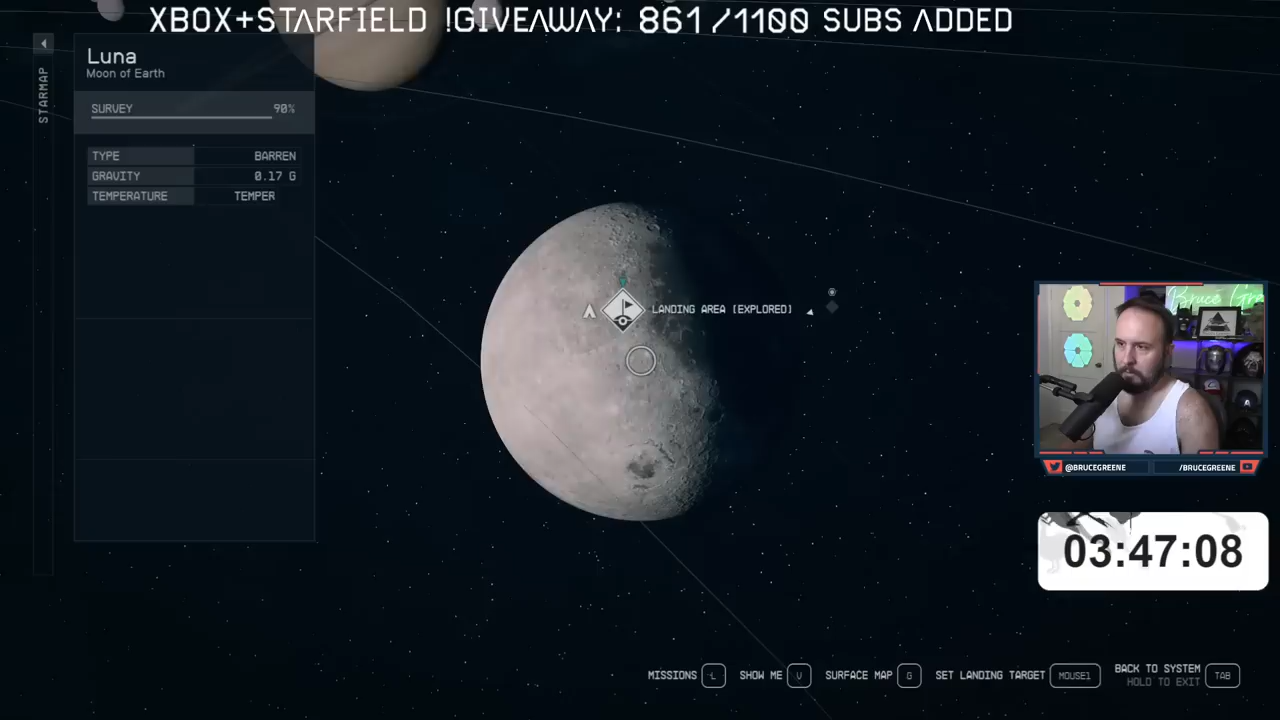 XBOX+STARFIELD !GIVEAWAY: 861/1100 SUBS ADDED
STARMAP
Luna
Moon of Earth
SURVEY 90%
TYPE BARREN
GRAVITY 0.17 G
TEMPERATURE TEMPER
LANDING AREA [EXPLORED]
Bruce Gre
@BRUCEGREENE /BRUCEGREENE
03:47:08
MISSIONS L SHOW ME V SURFACE MAP G SET LANDING TARGET MOUSE1 BACK TO SYSTEM TAB
HOLD TO EXIT